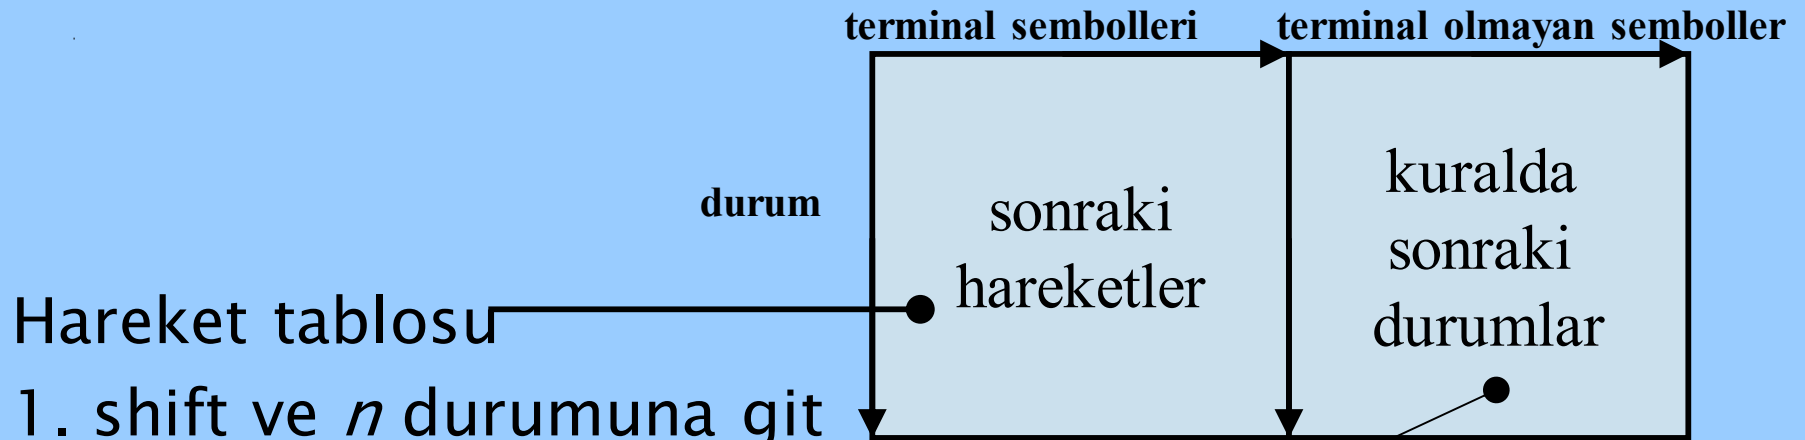 terminal sembolleri
terminal olmayan semboller
durum
sonraki
hareketler
kuralda
sonraki
durumlar
Hareket tablosu
1. shift ve n durumuna git